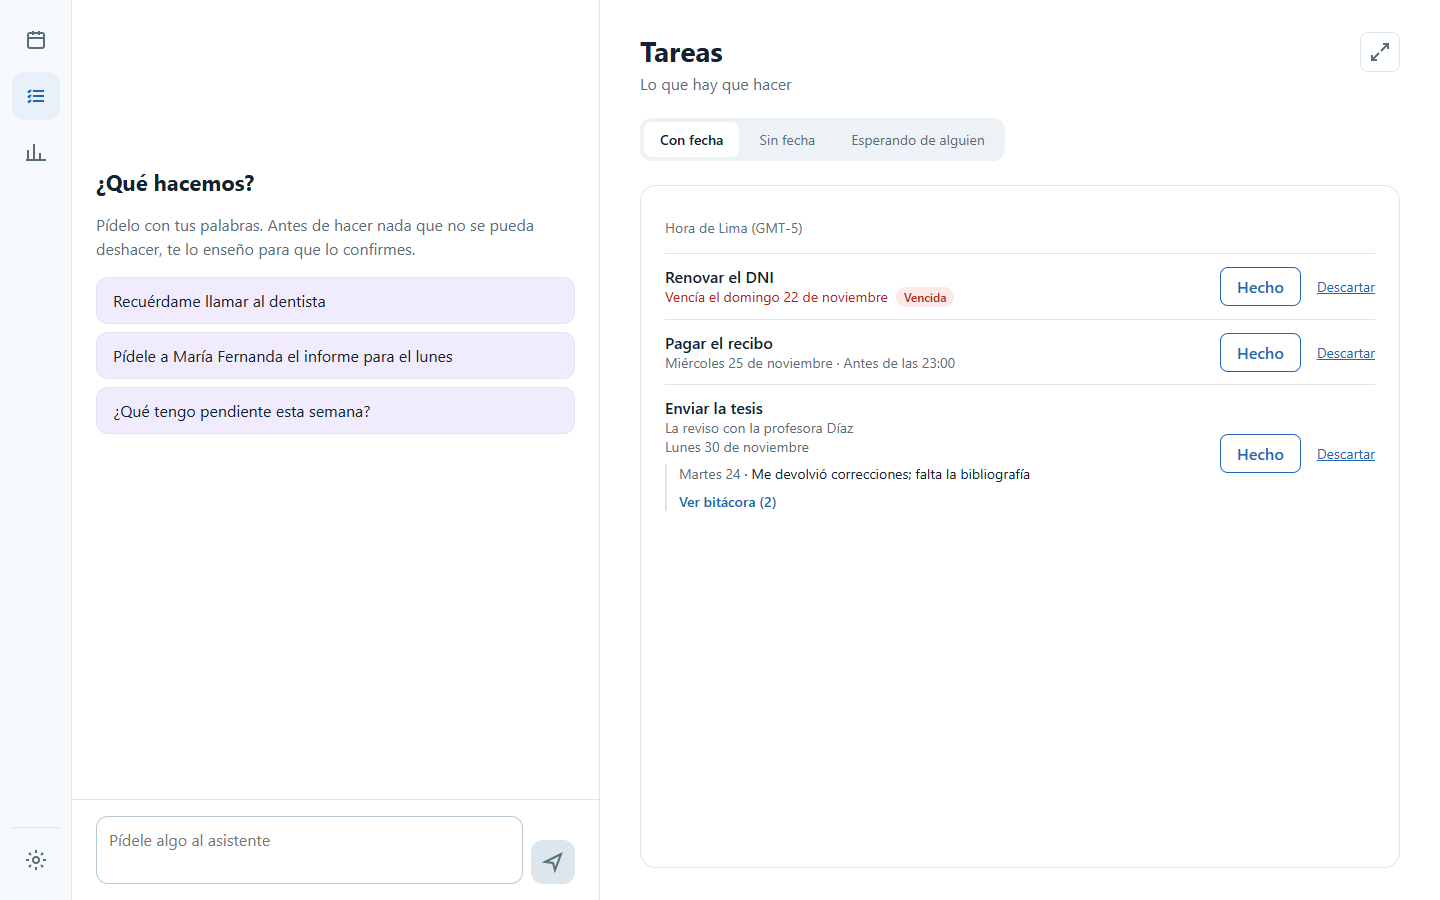 ¿Qué hacemos?
Pídelo con tus palabras. Antes de hacer nada que no se pueda
deshacer, te lo enseño para que lo confirmes.
Recuérdame llamar al dentista
Pídele a María Fernanda el informe para el lunes
¿Qué tengo pendiente esta semana?
Pídele algo al asistente
Tareas
Lo que hay que hacer
Con fecha
Sin fecha
Esperando de alguien
Hora de Lima (GMT-5)
Renovar el DNI
Vencía el domingo 22 de noviembre Vencida
Hecho
Descartar
Pagar el recibo
Miércoles 25 de noviembre · Antes de las 23:00
Hecho
Descartar
Enviar la tesis
La reviso con la profesora Díaz
Lunes 30 de noviembre
Martes 24 · Me devolvió correcciones; falta la bibliografía
Ver bitácora (2)
Hecho
Descartar